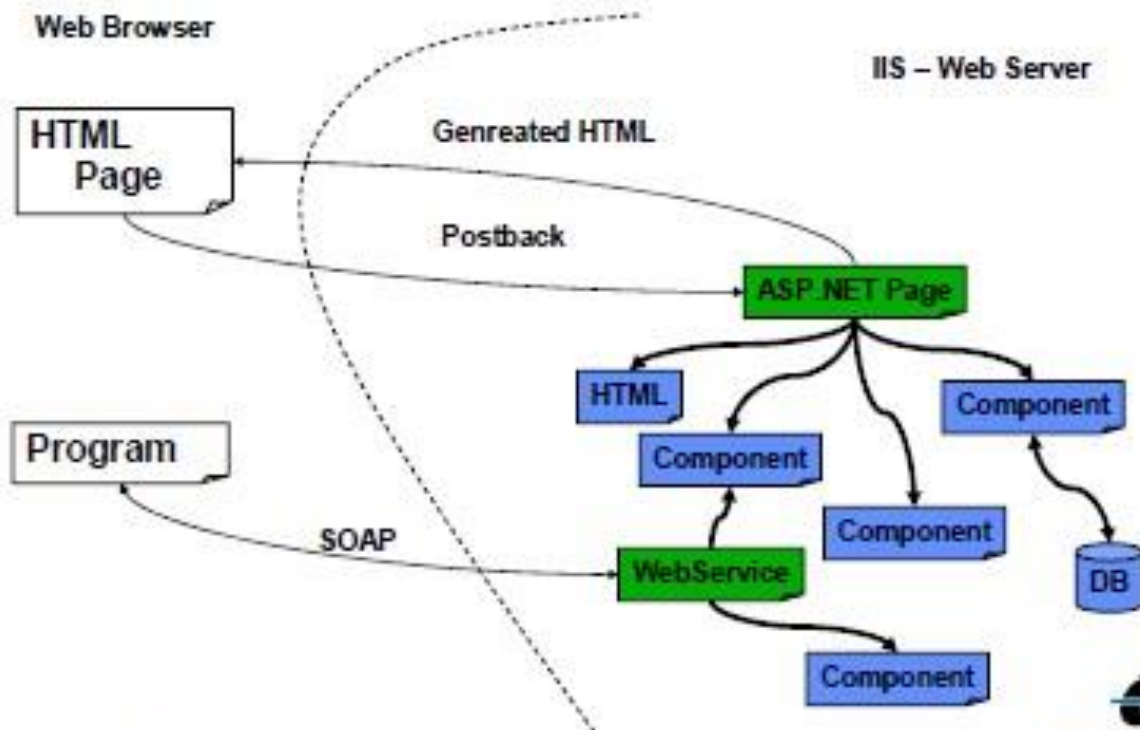 Web Browser
IIS – Web Server
HTML
Page
Genreated HTML
Postback
ASP.NET Page
HTML
Component
Component
Program
Component
SOAP
WebService
DB
Component